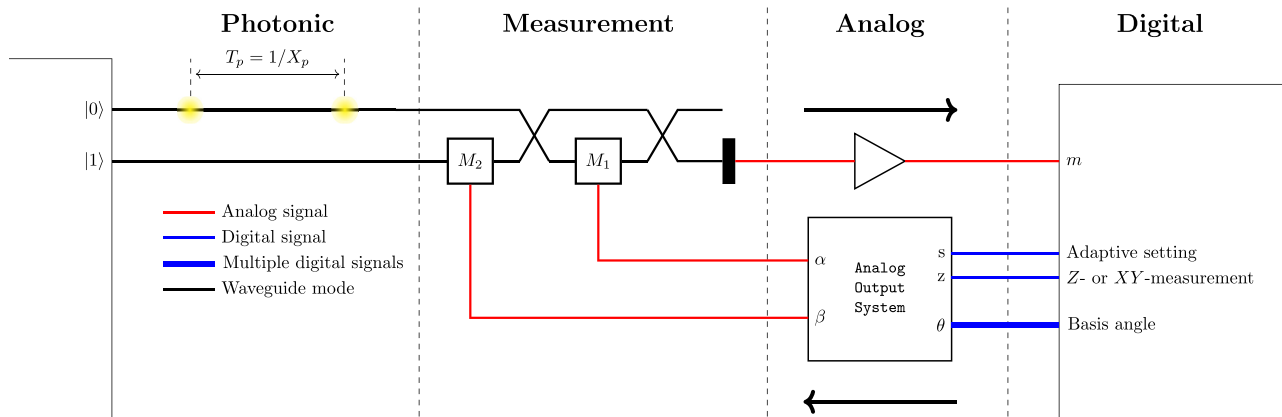 Photonic
Measurement
Analog
Digital
T_p = 1/X_p
|0⟩
|1⟩
M_2
M_1
m
Analog signal
Digital signal
Multiple digital signals
Waveguide mode
α
β
Analog
Output
System
s
z
θ
Adaptive setting
Z- or XY-measurement
Basis angle